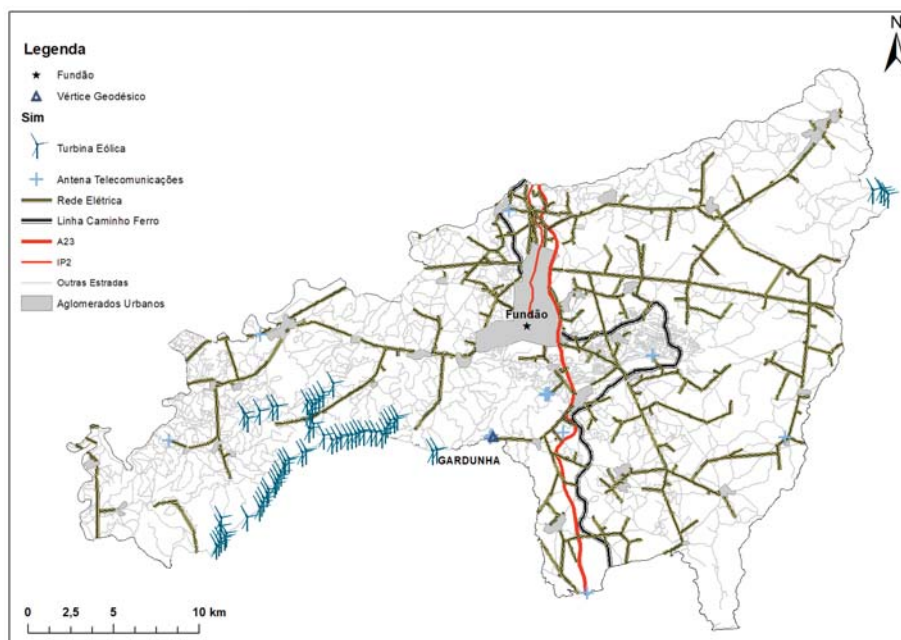 N
Legenda
Fundão
Vértice Geodésico
Sim
Turbina Eólica
Antena Telecomunicações
Rede Elétrica
Linha Caminho Ferro
A23
IP2
Outras Estradas
Aglomerados Urbanos
Fundão
GARDUNHA
0 2,5 5 10 km